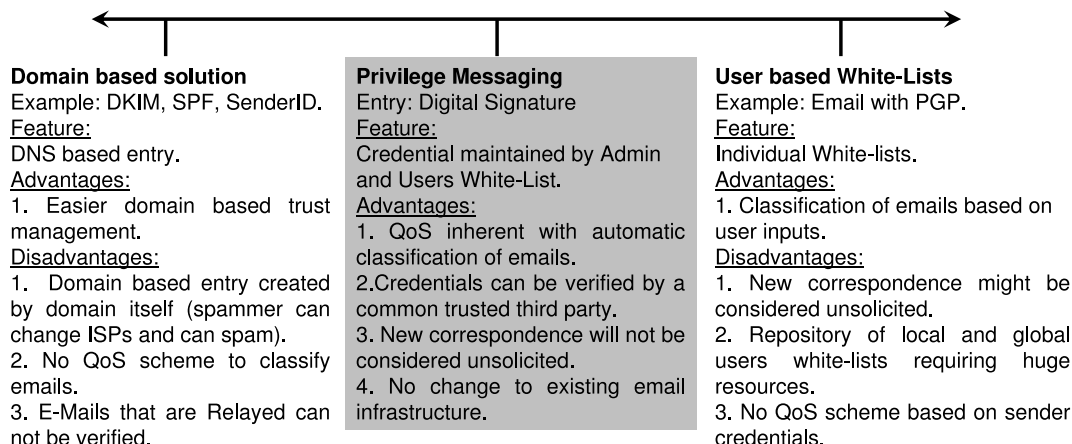 Domain based solution
Example: DKIM, SPF, SenderID.
Feature:
DNS based entry.
Advantages:
1. Easier domain based trust
management.
Disadvantages:
1. Domain based entry created
by domain itself (spammer can
change ISPs and can spam).
2. No QoS scheme to classify
emails.
3. E-Mails that are Relayed can
not be verified.
Privilege Messaging
Entry: Digital Signature
Feature:
Credential maintained by Admin
and Users White-List.
Advantages:
1. QoS inherent with automatic
classification of emails.
2.Credentials can be verified by a
common trusted third party.
3. New correspondence will not be
considered unsolicited.
4. No change to existing email
infrastructure.
User based White-Lists
Example: Email with PGP.
Feature:
Individual White-lists.
Advantages:
1. Classification of emails based on
user inputs.
Disadvantages:
1. New correspondence might be
considered unsolicited.
2. Repository of local and global
users white-lists requiring huge
resources.
3. No QoS scheme based on sender
credentials.